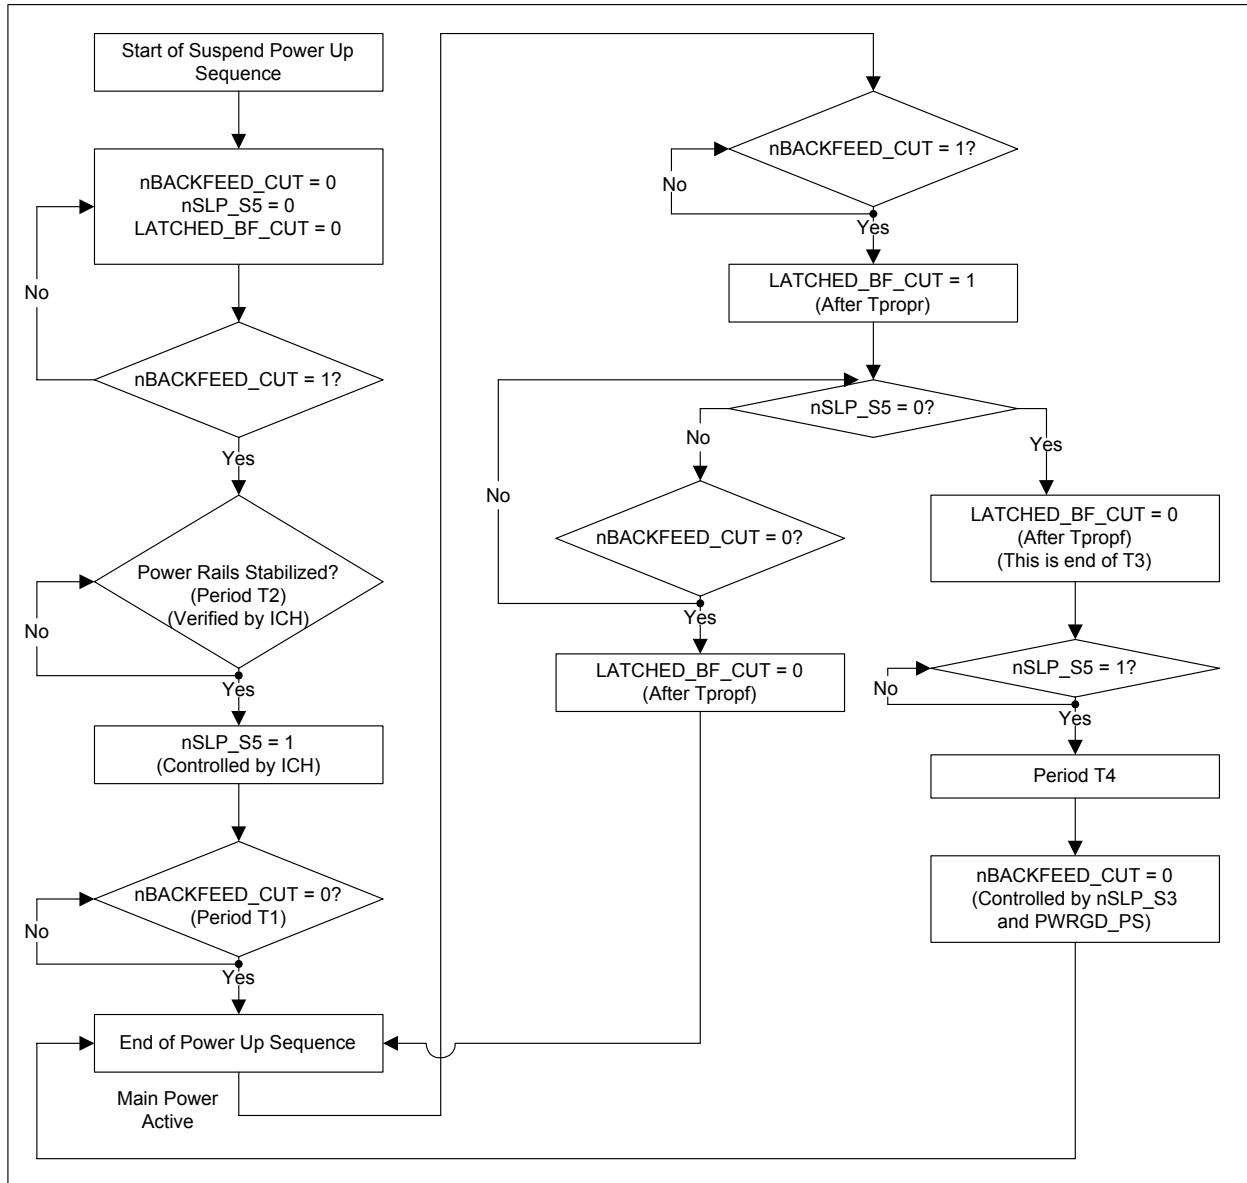 Start of Suspend Power Up
Sequence
nBACKFEED_CUT = 0
nSLP_S5 = 0
LATCHED_BF_CUT = 0
No
nBACKFEED_CUT = 1?
Yes
Power Rails Stabilized?
(Period T2)
(Verified by ICH)
No
Yes
nSLP_S5 = 1
(Controlled by ICH)
nBACKFEED_CUT = 0?
(Period T1)
No
Yes
End of Power Up Sequence
Main Power
Active
nBACKFEED_CUT = 1?
No
Yes
LATCHED_BF_CUT = 1
(After Tpropr)
nSLP_S5 = 0?
No
Yes
No
nBACKFEED_CUT = 0?
Yes
LATCHED_BF_CUT = 0
(After Tpropf)
LATCHED_BF_CUT = 0
(After Tpropf)
(This is end of T3)
nSLP_S5 = 1?
No
Yes
Period T4
nBACKFEED_CUT = 0
(Controlled by nSLP_S3
and PWRGD_PS)